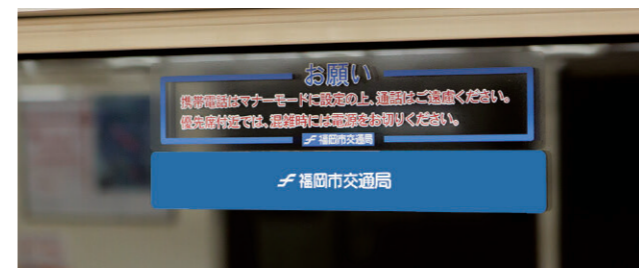 お願い
携帯電話はマナーモードに設定の上、通話はご遠慮ください。
優先席付近では、混雑時には電源をお切りください。
福岡市交通局
福岡市交通局